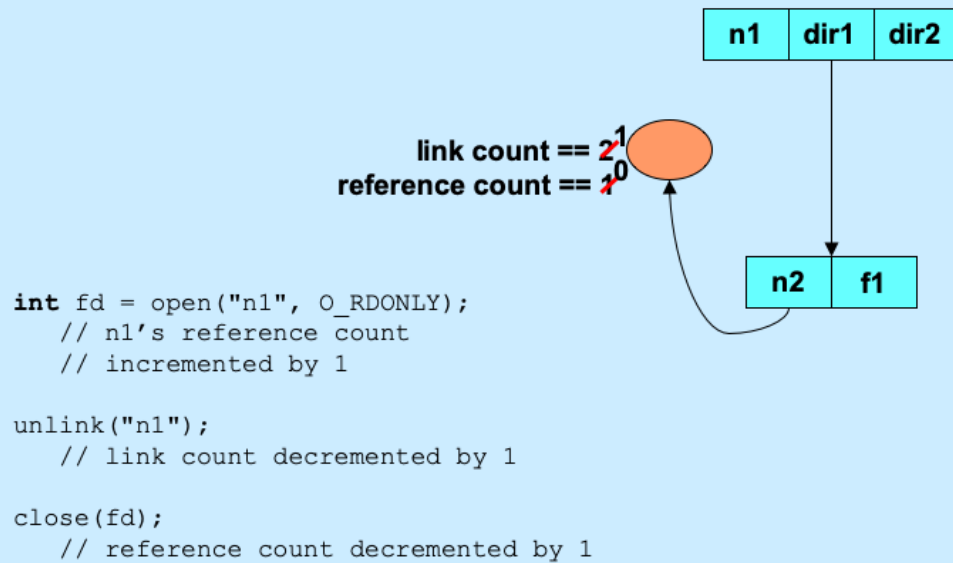 n1 dir1 dir2
link count == 2 1
reference count == 1 0
n2 f1
int fd = open("n1", O_RDONLY);
// n1's reference count
// incremented by 1
unlink("n1");
// link count decremented by 1
close(fd);
// reference count decremented by 1